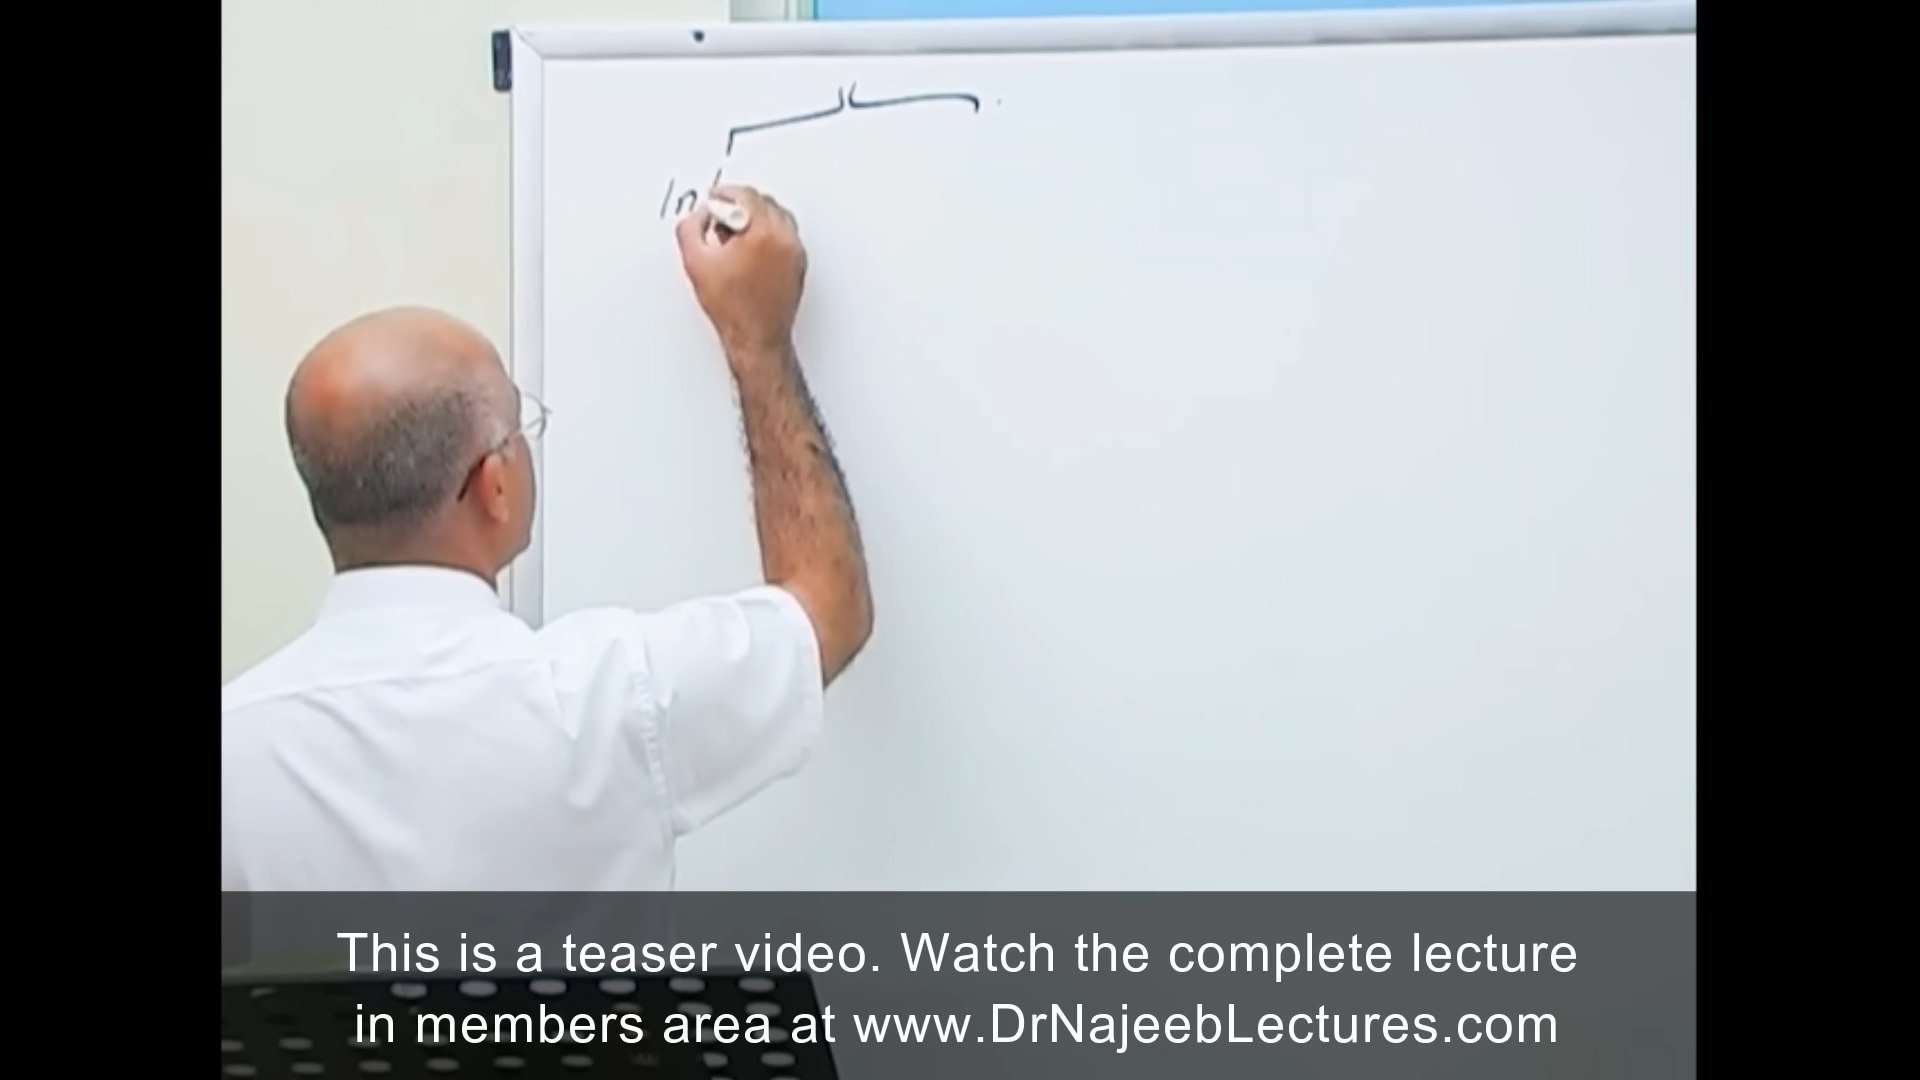 In
This is a teaser video. Watch the complete lecture
in members area at www.DrNajeebLectures.com